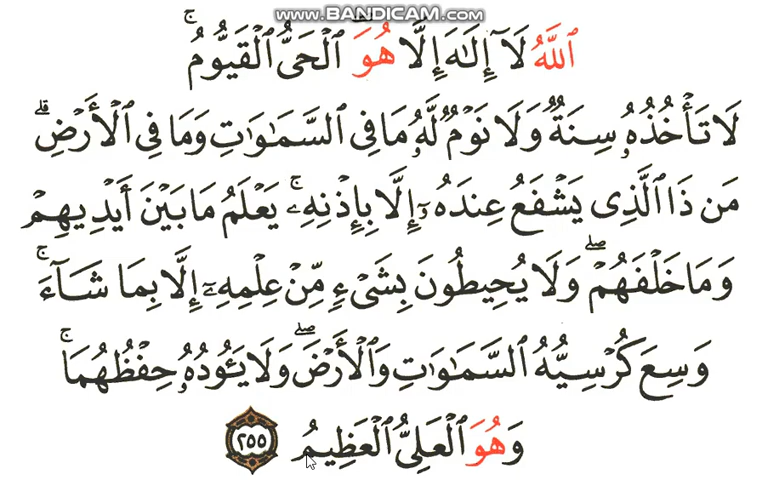 www.BANDICAM.com
ٱللَّهُ لَآ إِلَٰهَ إِلَّا هُوَ ٱلْحَىُّ ٱلْقَيُّومُ ۚ
لَا تَأْخُذُهُۥ سِنَةٌ وَلَا نَوْمٌ لَّهُۥ مَا فِى ٱلسَّمَٰوَٰتِ وَمَا فِى ٱلْأَرْضِ ۗ
مَن ذَا ٱلَّذِى يَشْفَعُ عِندَهُۥٓ إِلَّا بِإِذْنِهِۦ ۚ يَعْلَمُ مَا بَيْنَ أَيْدِيهِمْ
وَمَا خَلْفَهُمْ ۖ وَلَا يُحِيطُونَ بِشَىْءٍ مِّنْ عِلْمِهِۦٓ إِلَّا بِمَا شَآءَ ۚ
وَسِعَ كُرْسِيُّهُ ٱلسَّمَٰوَٰتِ وَٱلْأَرْضَ ۖ وَلَا يَـُٔودُهُۥ حِفْظُهُمَا ۚ
وَهُوَ ٱلْعَلِىُّ ٱلْعَظِيمُ ٢٥٥